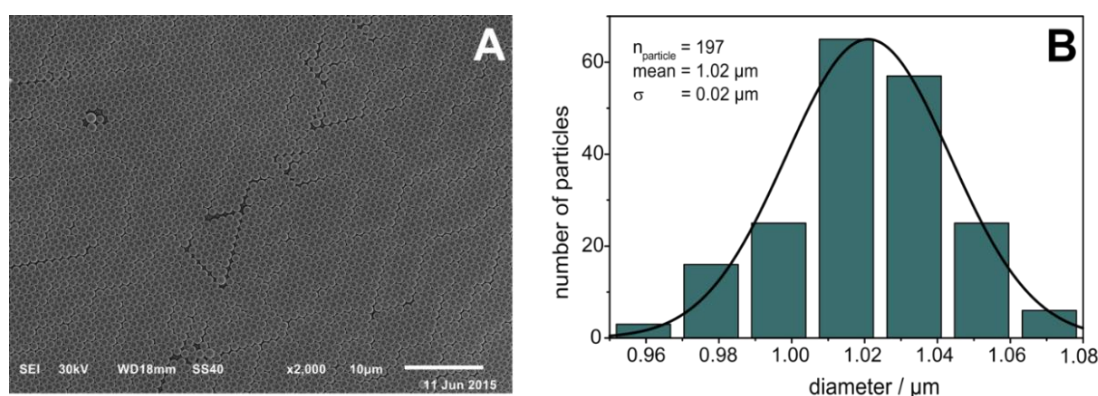 A
SEI 30kV WD18mm SS40 x2,000 10µm
11 Jun 2015
B
n particle = 197
mean = 1.02 µm
σ = 0.02 µm
number of particles
60
40
20
0
0.96 0.98 1.00 1.02 1.04 1.06 1.08
diameter / µm